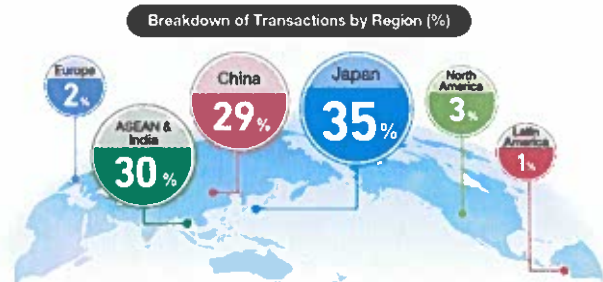 Breakdown of Transactions by Region (%)
Europe
2%
ASEAN &
India
30%
China
29%
Japan
35%
North
America
3%
Latin
America
1%